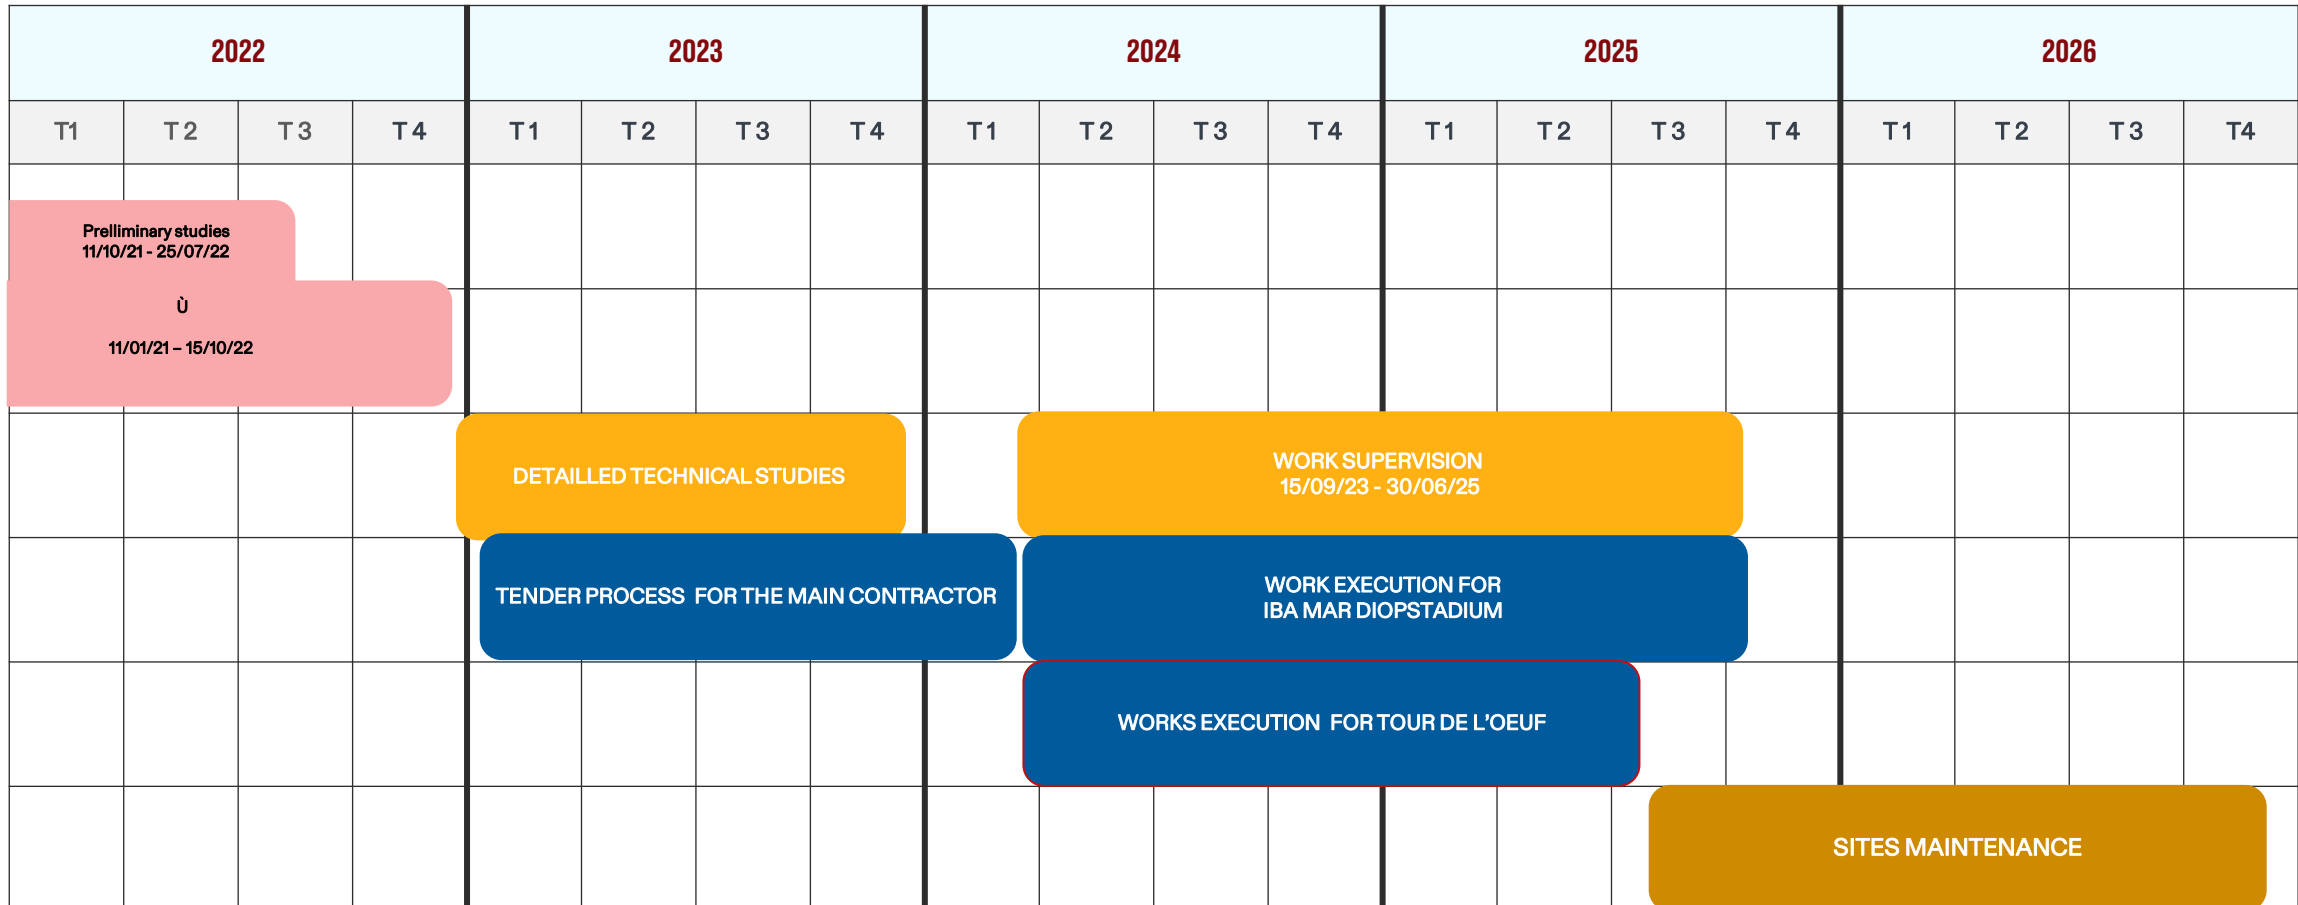 2022 2023 2024 2025 2026
T1 T2 T3 T4 T1 T2 T3 T4 T1 T2 T3 T4 T1 T2 T3 T4 T1 T2 T3 T4
Prelliminary studies
11/10/21 - 25/07/22
Ù
11/01/21 – 15/10/22
DETAILLED TECHNICAL STUDIES
WORK SUPERVISION
15/09/23 - 30/06/25
TENDER PROCESS FOR THE MAIN CONTRACTOR
WORK EXECUTION FOR
IBA MAR DIOPSTADIUM
WORKS EXECUTION FOR TOUR DE L'OEUF
SITES MAINTENANCE